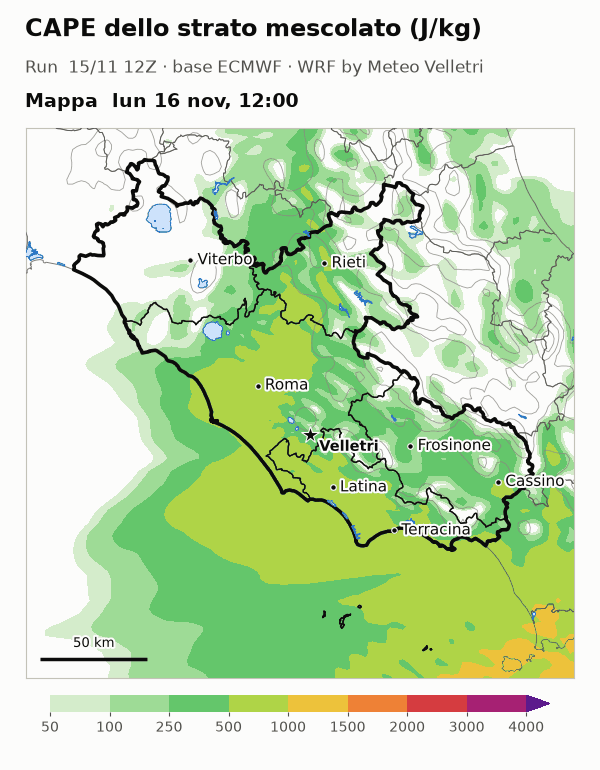 CAPE dello strato mescolato (J/kg)
Run  15/11 12Z · base ECMWF · WRF by Meteo Velletri
Mappa  lun 16 nov, 12:00
Viterbo
Rieti
Roma
Velletri
Frosinone
Cassino
Latina
Terracina
50 km
50 100 250 500 1000 1500 2000 3000 4000